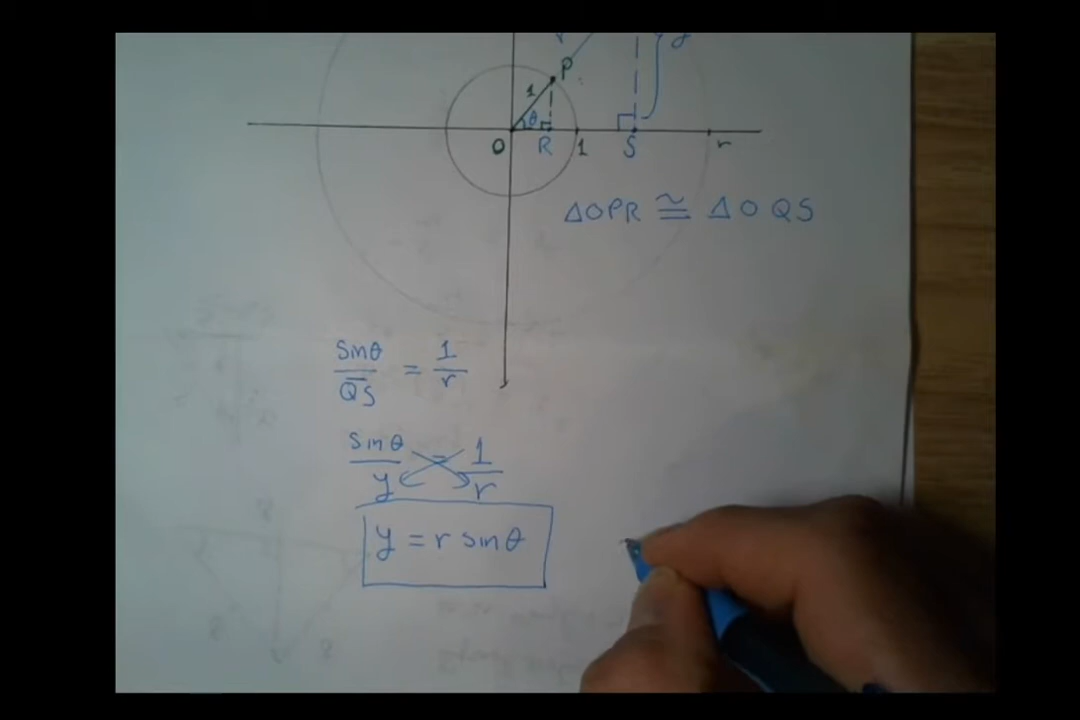 r
y
P
1
θ
O R 1 S r
ΔOPR ≅ ΔOQS
sinθ/QS = 1/r
sinθ/y = 1/r
y = r sinθ